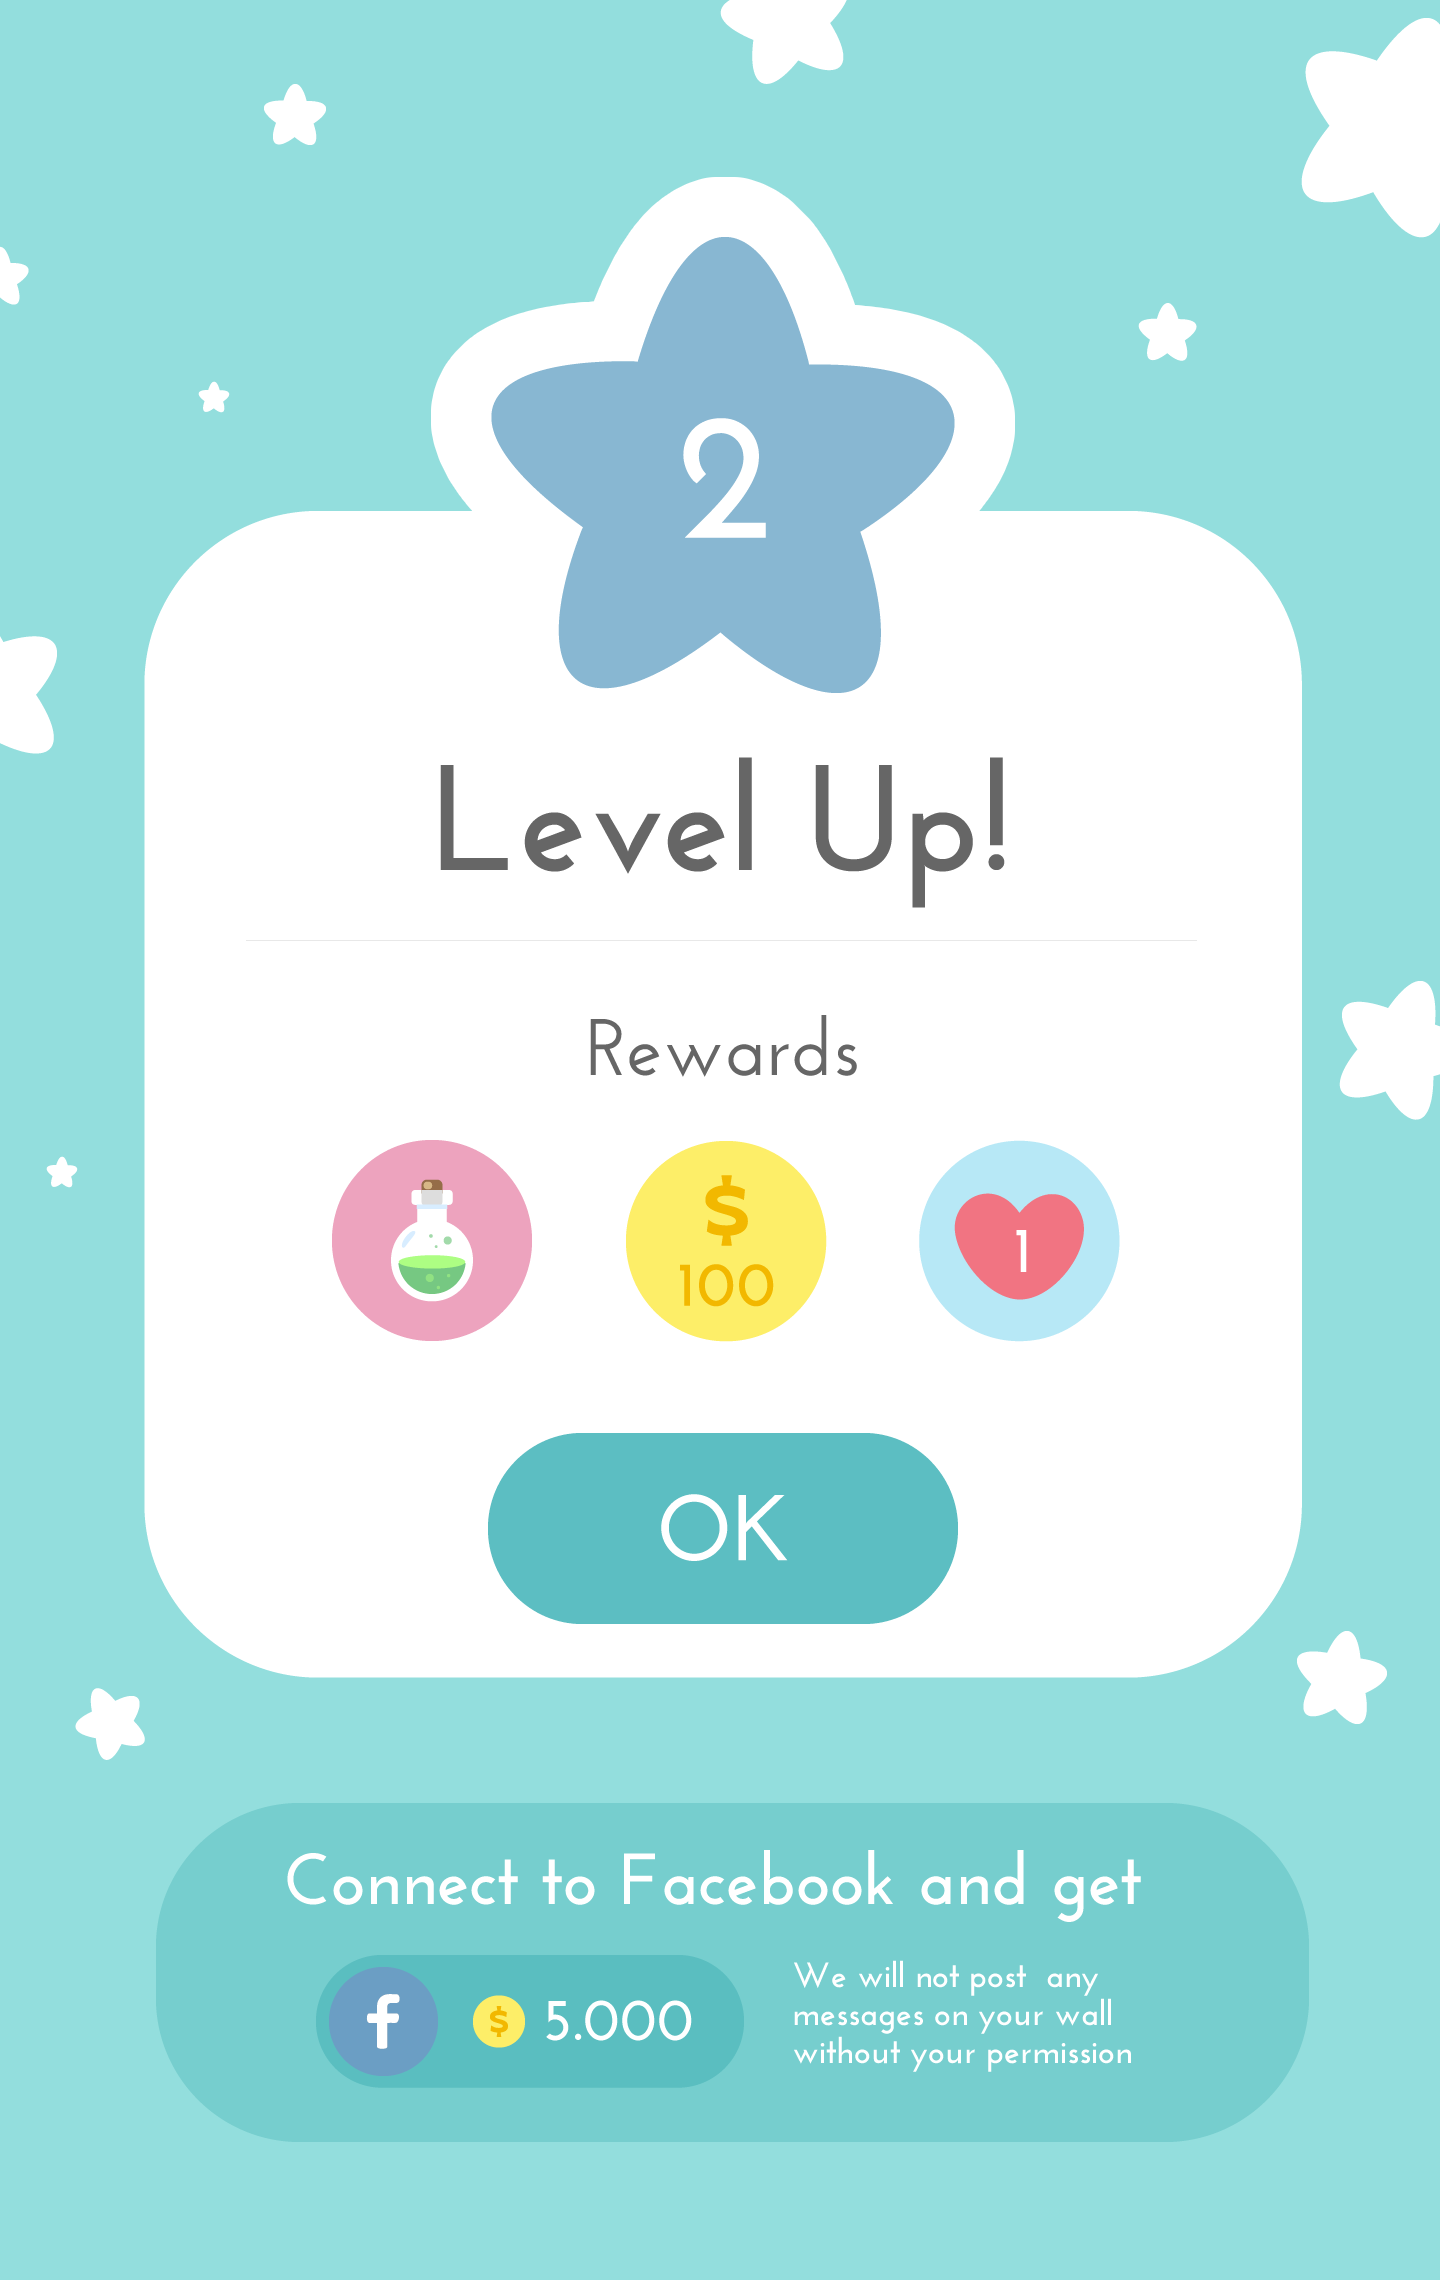 2
Level Up!
Rewards
$
100
1
OK
Connect to Facebook and get
f $ 5.000
We will not post any
messages on your wall
without your permission